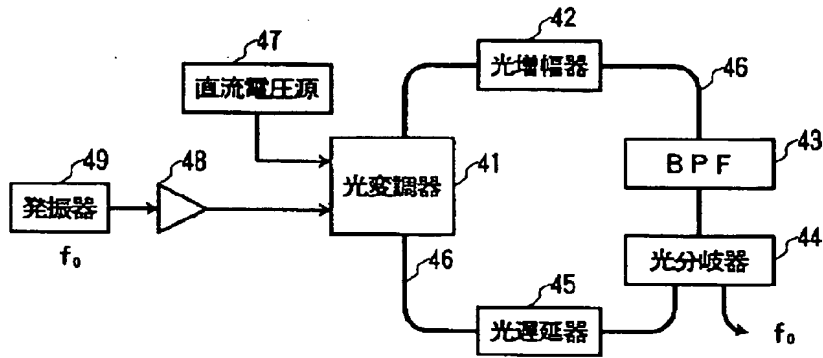 42
光増幅器
46
47
直流電圧源
43
BPF
48
49
発振器
f₀
光変調器
41
44
光分岐器
46
45
光遅延器
f₀